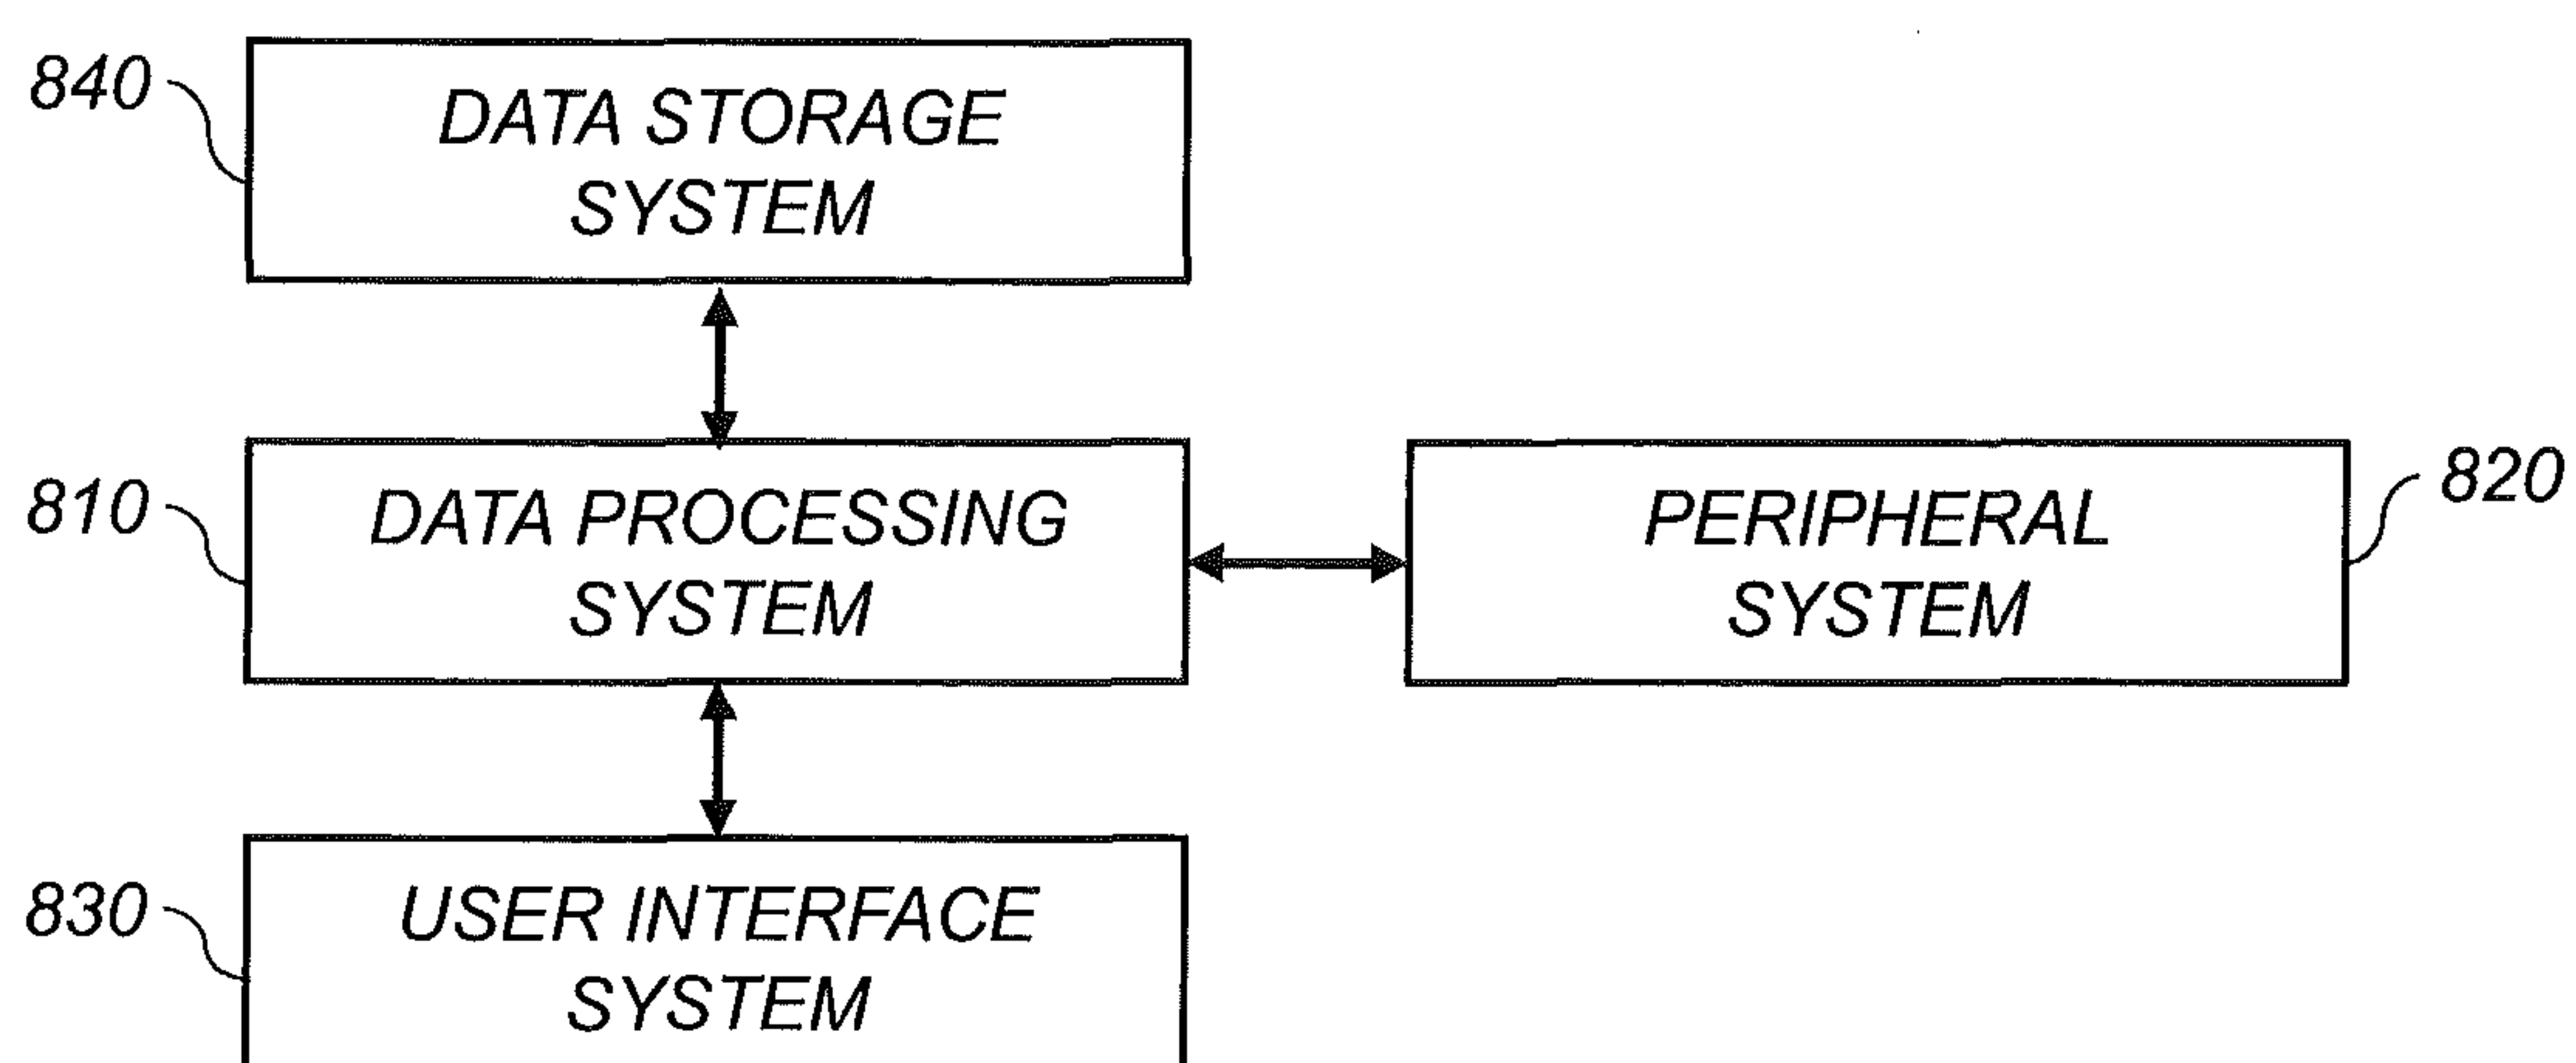 840
DATA STORAGE
SYSTEM
810
DATA PROCESSING
SYSTEM
PERIPHERAL
SYSTEM
820
830
USER INTERFACE
SYSTEM